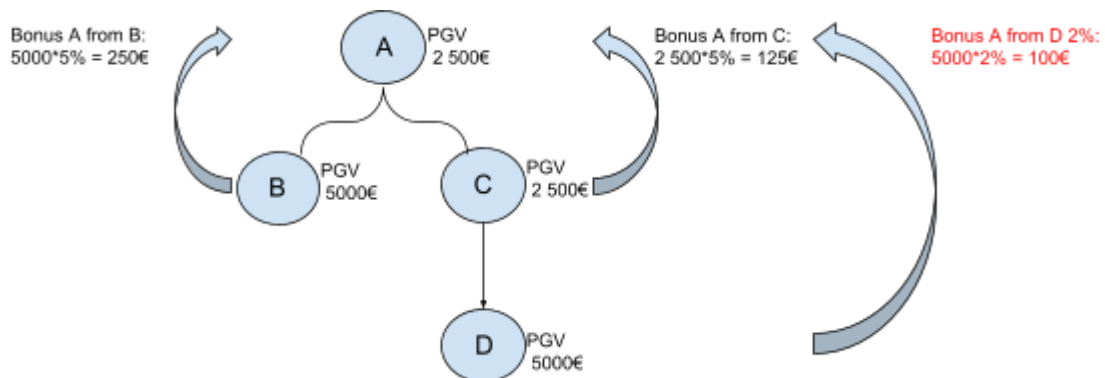 Bonus A from B:
5000*5% = 250€
A
PGV
2 500€
Bonus A from C:
2 500*5% = 125€
Bonus A from D 2%:
5000*2% = 100€
B
PGV
5000€
C
PGV
2 500€
D
PGV
5000€